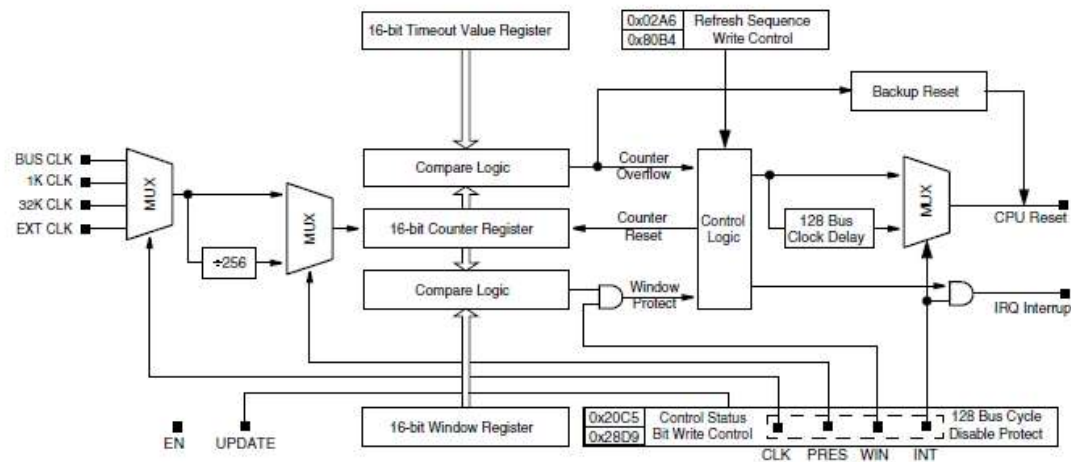 16-bit Timeout Value Register
0x02A6
0x80B4
Refresh Sequence
Write Control
Backup Reset
BUS CLK
1K CLK
32K CLK
EXT CLK
MUX
÷256
MUX
Compare Logic
16-bit Counter Register
Compare Logic
Counter
Overflow
Counter
Reset
Window
Protect
Control
Logic
128 Bus
Clock Delay
MUX
CPU Reset
IRQ Interrup
16-bit Window Register
0x20C5
0x28D9
Control Status
Bit Write Control
128 Bus Cycle
Disable Protect
EN
UPDATE
CLK
PRES
WIN
INT